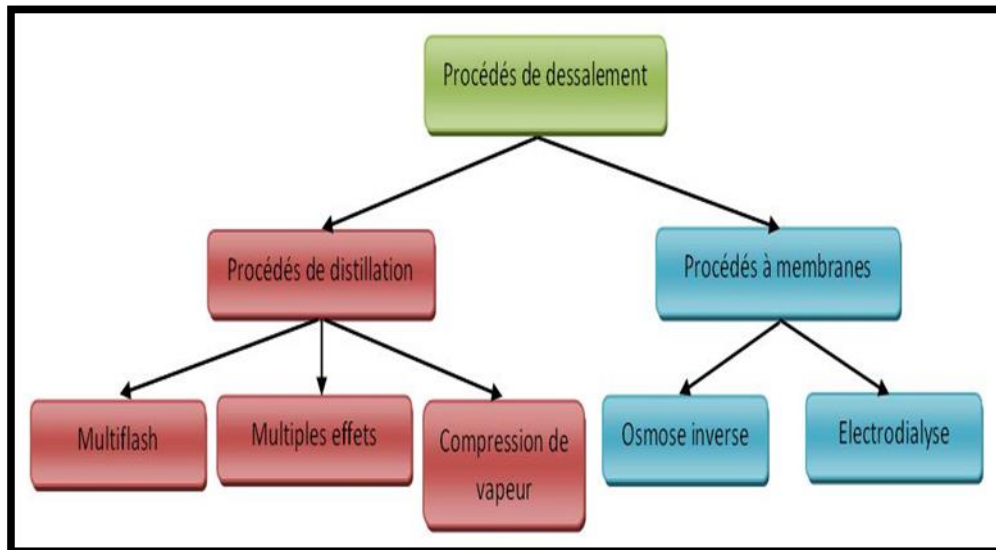 Procédés de dessalement
Procédés de distillation
Procédés à membranes
Multiflash
Multiples effets
Compression de
vapeur
Osmose inverse
Electrodialyse